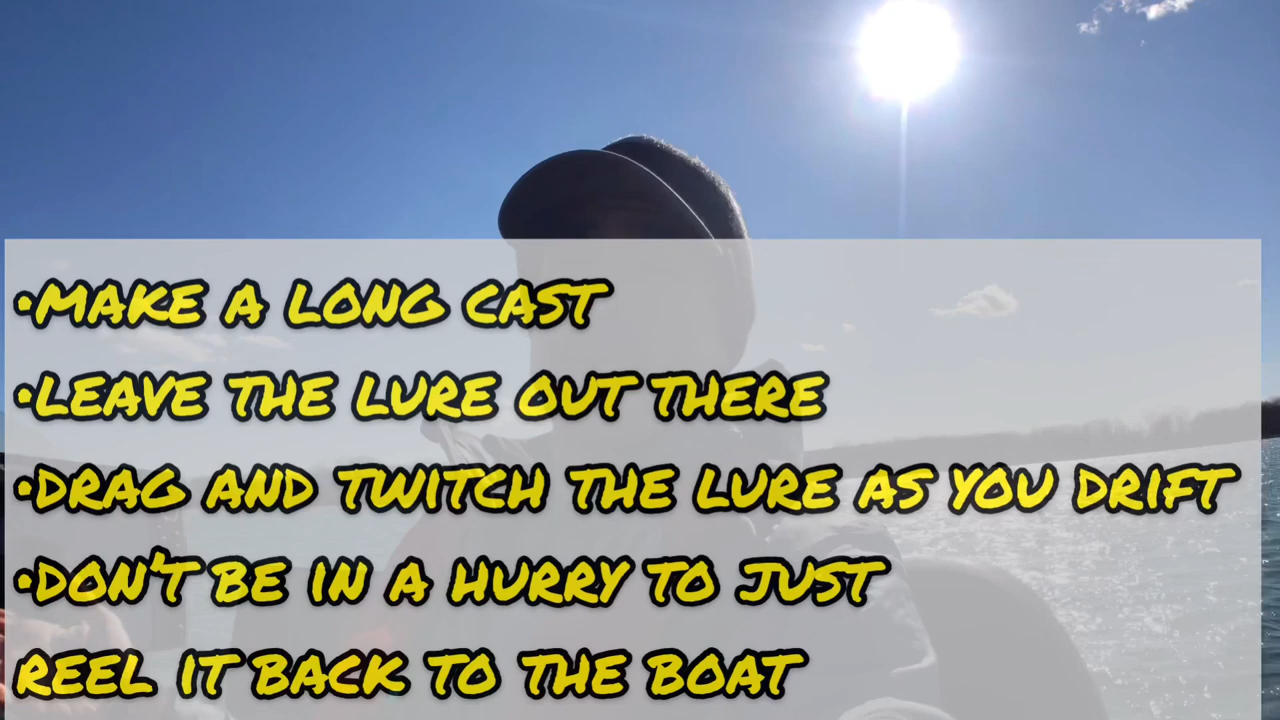 •MAKE A LONG CAST
•LEAVE THE LURE OUT THERE
•DRAG AND TWITCH THE LURE AS YOU DRIFT
•DON'T BE IN A HURRY TO JUST
REEL IT BACK TO THE BOAT